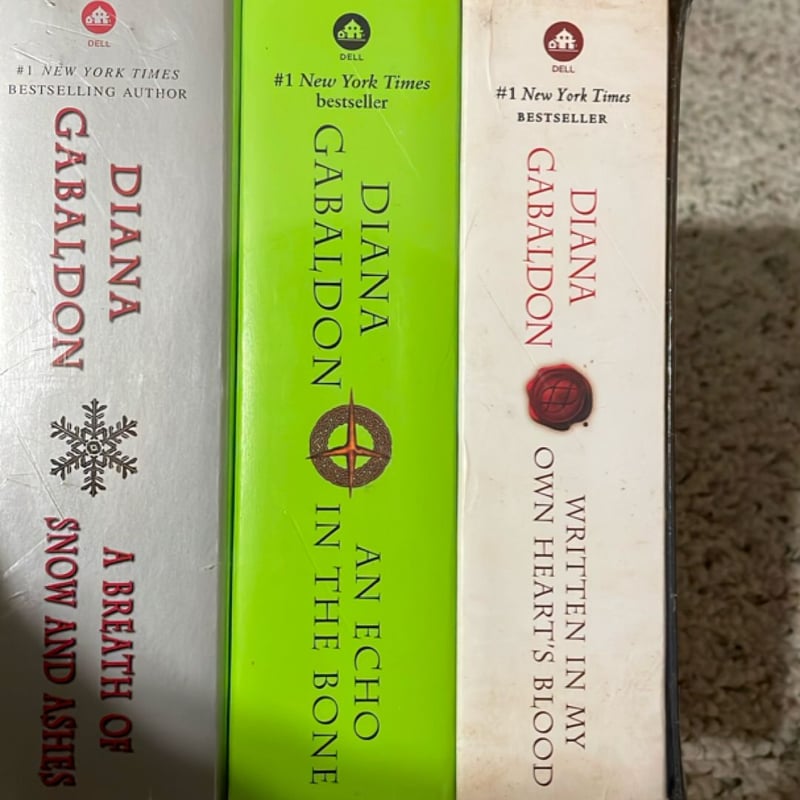 DELL
#1 NEW YORK TIMES
BESTSELLING AUTHOR
DIANA
GABALDON
A BREATH OF
SNOW AND ASHES
DELL
#1 New York Times
bestseller
DIANA
GABALDON
AN ECHO
IN THE BONE
DELL
#1 New York Times
BESTSELLER
DIANA
GABALDON
WRITTEN IN MY
OWN HEART'S BLOOD